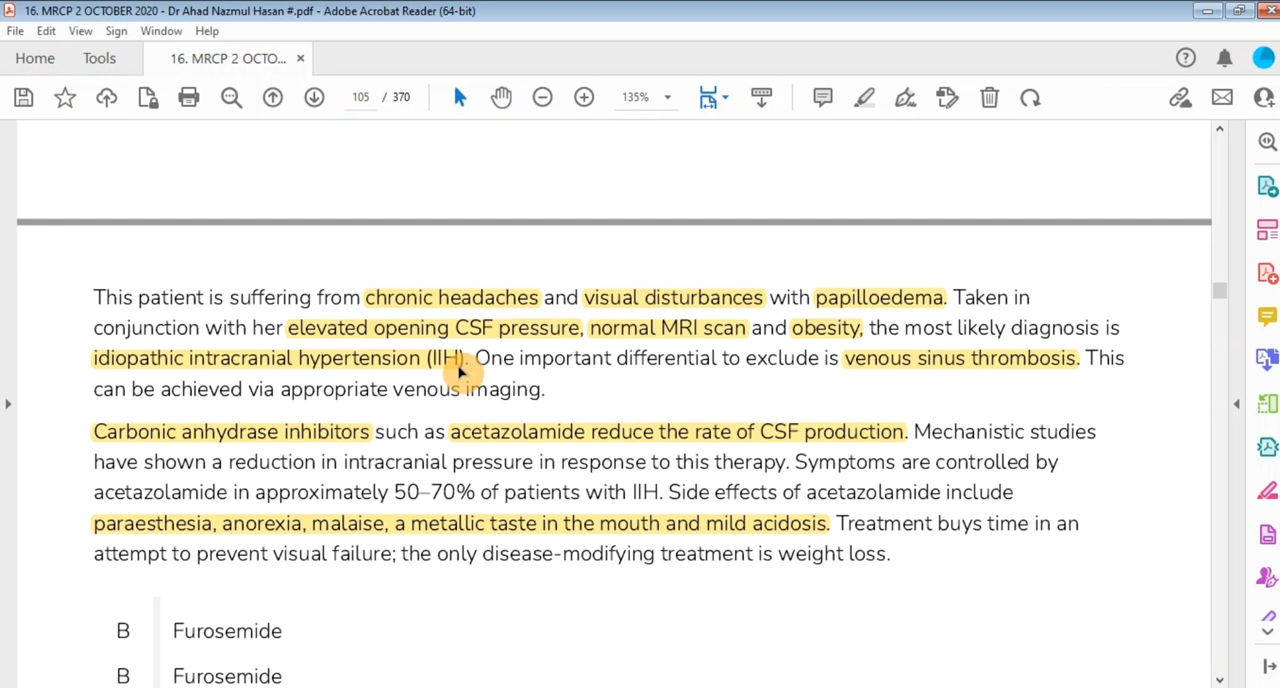 16. MRCP 2 OCTOBER 2020 - Dr Ahad Nazmul Hasan #.pdf - Adobe Acrobat Reader (64-bit)
File Edit View Sign Window Help
Home Tools 16. MRCP 2 OCTO... ×
105 / 370 135%
This patient is suffering from chronic headaches and visual disturbances with papilloedema. Taken in
conjunction with her elevated opening CSF pressure, normal MRI scan and obesity, the most likely diagnosis is
idiopathic intracranial hypertension (IIH). One important differential to exclude is venous sinus thrombosis. This
can be achieved via appropriate venous imaging.
Carbonic anhydrase inhibitors such as acetazolamide reduce the rate of CSF production. Mechanistic studies
have shown a reduction in intracranial pressure in response to this therapy. Symptoms are controlled by
acetazolamide in approximately 50–70% of patients with IIH. Side effects of acetazolamide include
paraesthesia, anorexia, malaise, a metallic taste in the mouth and mild acidosis. Treatment buys time in an
attempt to prevent visual failure; the only disease-modifying treatment is weight loss.
B Furosemide
B Furosemide